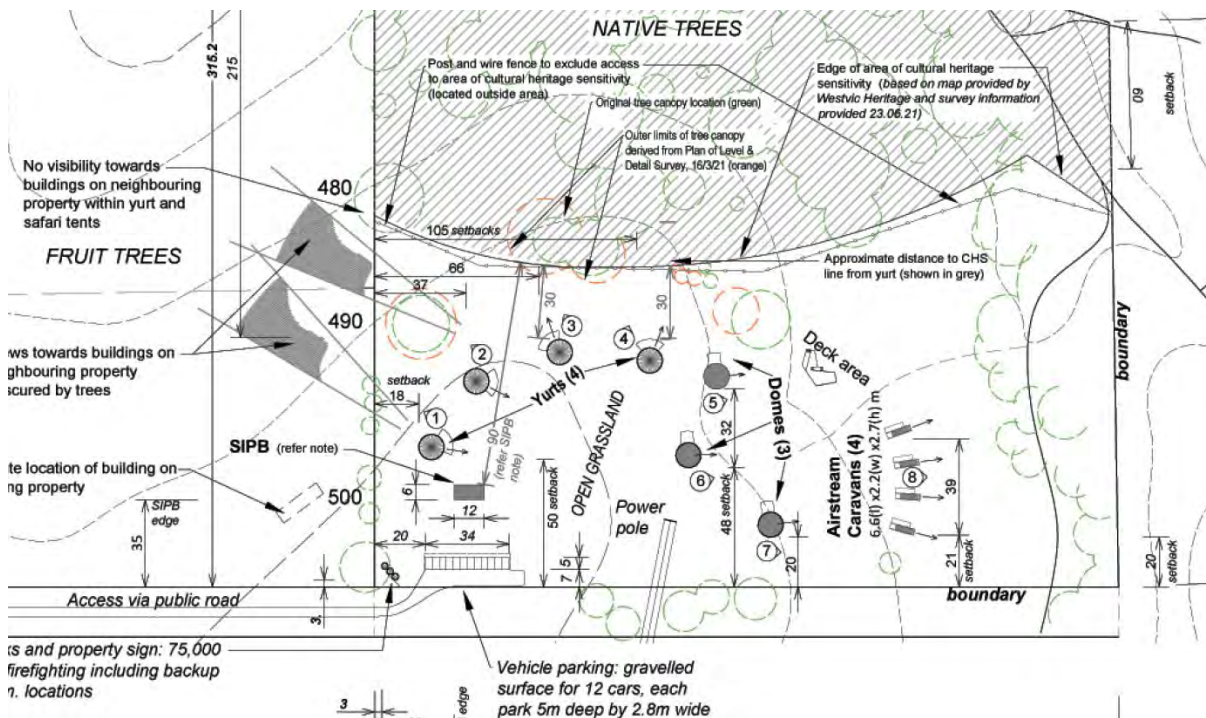 NATIVE TREES
315.2
215
Post and wire fence to exclude access
to area of cultural heritage sensitivity
(located outside area)
Original tree canopy location (green)
Outer limits of tree canopy
derived from Plan of Level &
Detail Survey, 16/3/21 (orange)
Edge of area of cultural heritage
sensitivity (based on map provided by
Westvic Heritage and survey information
provided 23.06.21)
60
setback
No visibility towards
buildings on neighbouring
property within yurt and
safari tents
480
FRUIT TREES
105 setbacks
66
37
Approximate distance to CHS
line from yurt (shown in grey)
30
30
490
ews towards buildings on
ghbouring property
scured by trees
1
2
3
4
5
6
7
8
Yurts (4)
setback
18
SIPB (refer note)
90
(refer SIPB
note)
OPEN GRASSLAND
Domes (3)
Deck area
32
48 setback
50 setback
Airstream
Caravans (4)
6.6(l) x2.2(w) x2.7(h) m
39
21
setback
20
setback
boundary
te location of building on
ng property
500
SIPB
edge
35
6
12
20
34
5
7
Power
pole
20
boundary
Access via public road
3
ks and property sign: 75,000
firefighting including backup
n. locations
Vehicle parking: gravelled
surface for 12 cars, each
park 5m deep by 2.8m wide
3
edge